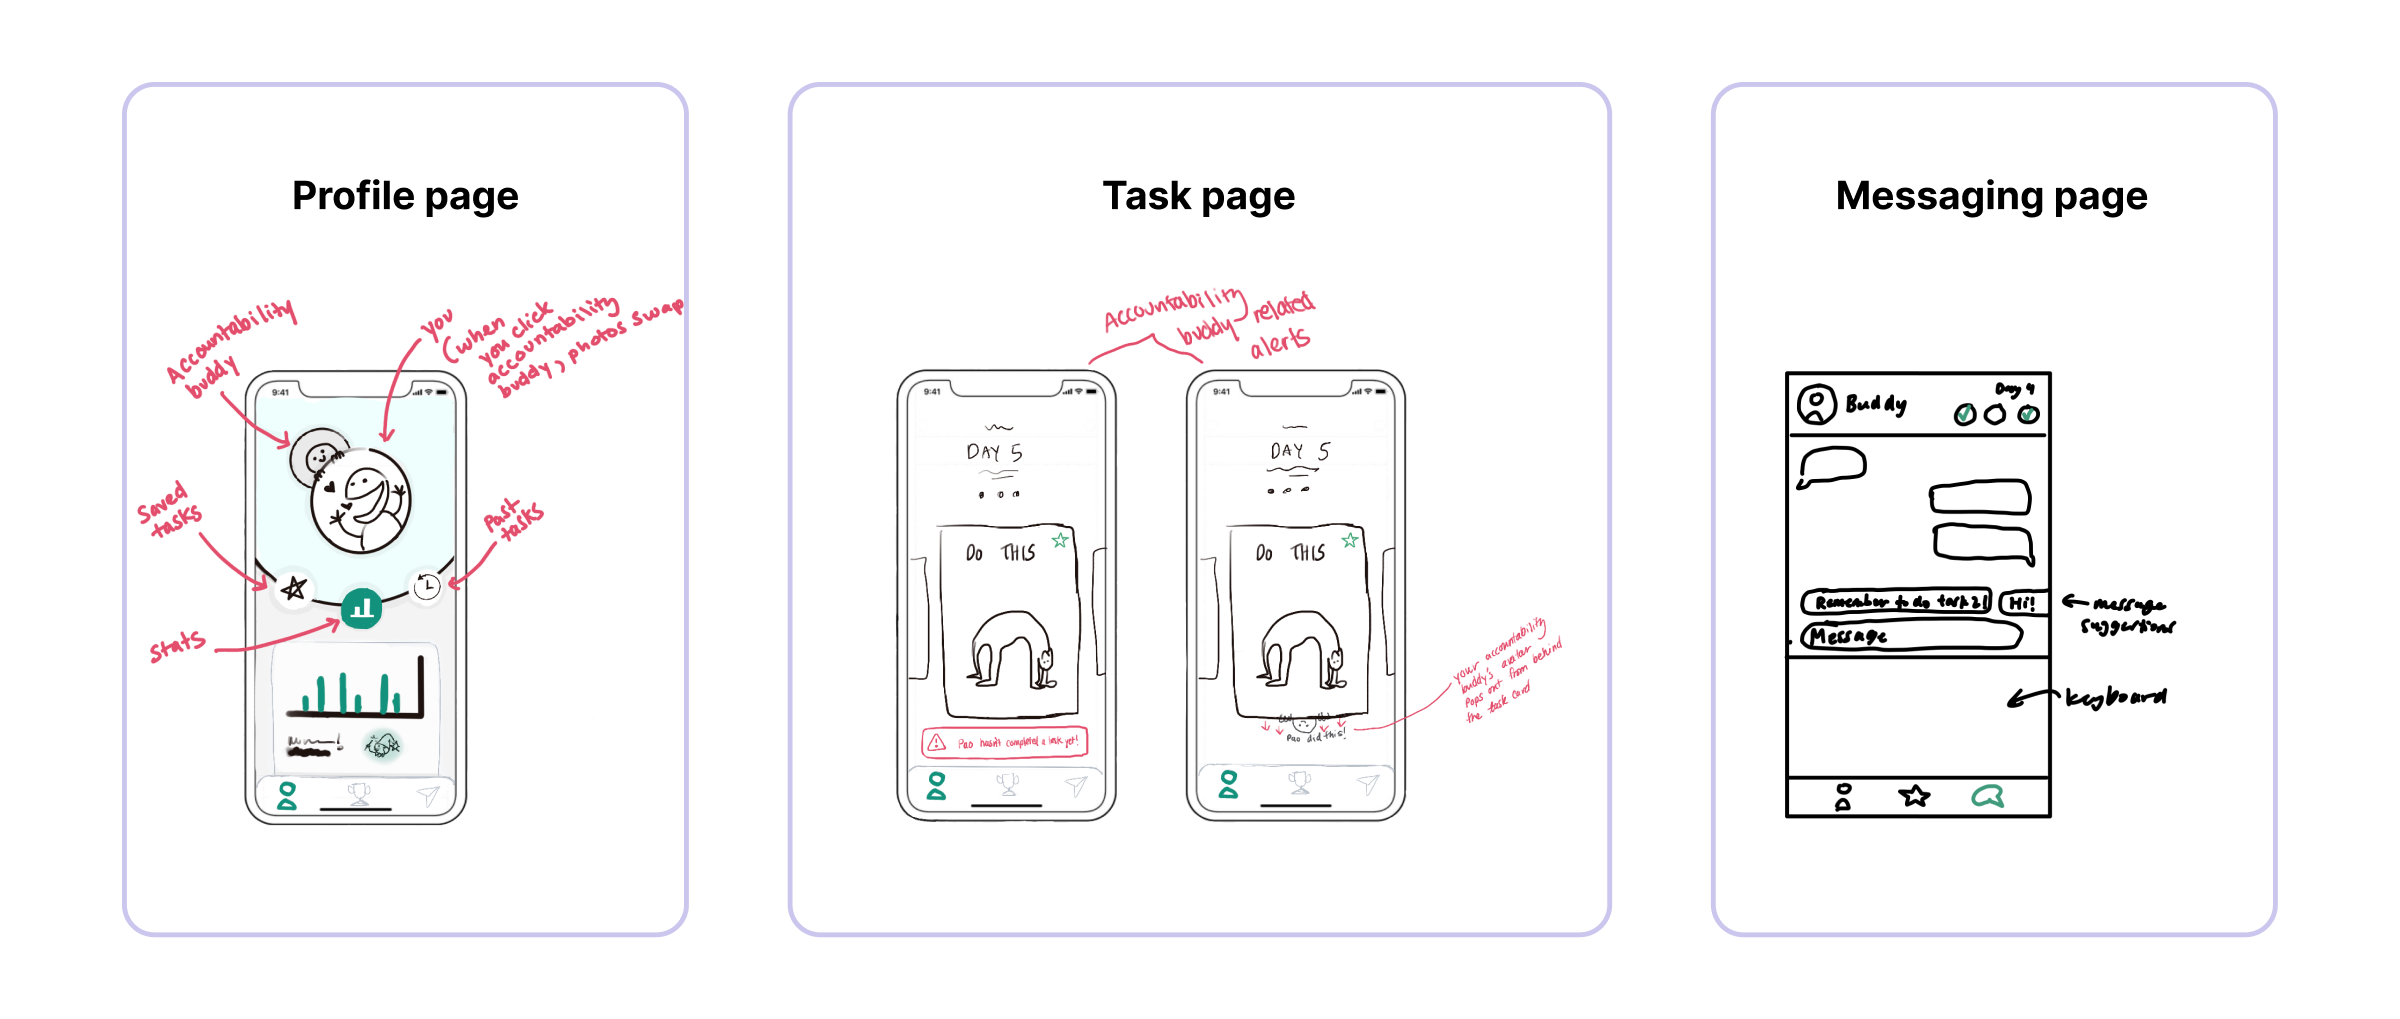 Profile page
Accountability
buddy
you
(when
you click
accountability
buddy, photos swap
9:41
Saved
tasks
Past
tasks
Stats
Task page
Accountability
buddy related
alerts
9:41
DAY 5
DO THIS
Pao hasn't completed a task yet!
9:41
DAY 5
DO THIS
Pao did this!
your accountability
buddy's avatar
pops out from behind
the task card
Messaging page
Buddy
Day 4
Remember to do task 2!
Hi!
message
suggestions
Message
keyboard